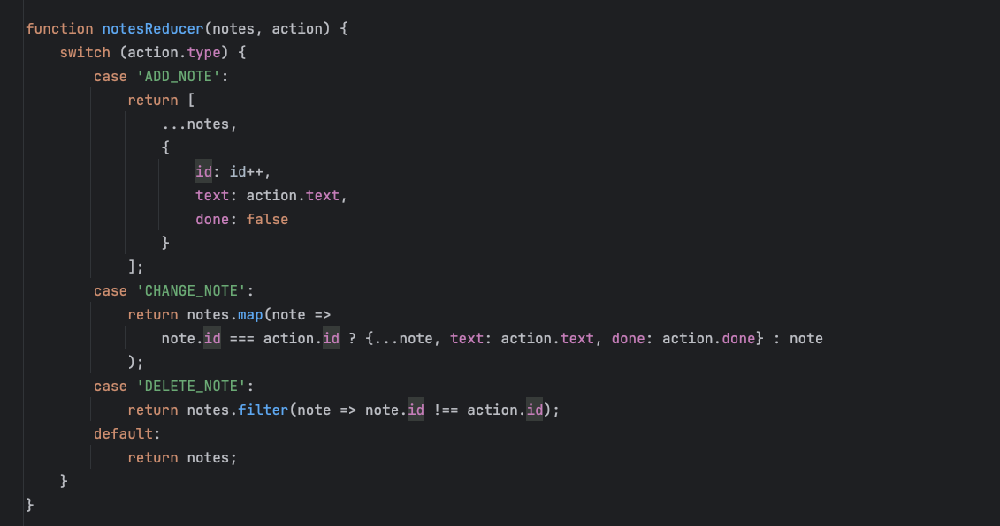 function notesReducer(notes, action) {
    switch (action.type) {
        case 'ADD_NOTE':
            return [
                ...notes,
                {
                    id: id++,
                    text: action.text,
                    done: false
                }
            ];
        case 'CHANGE_NOTE':
            return notes.map(note =>
                note.id === action.id ? {...note, text: action.text, done: action.done} : note
            );
        case 'DELETE_NOTE':
            return notes.filter(note => note.id !== action.id);
        default:
            return notes;
    }
}